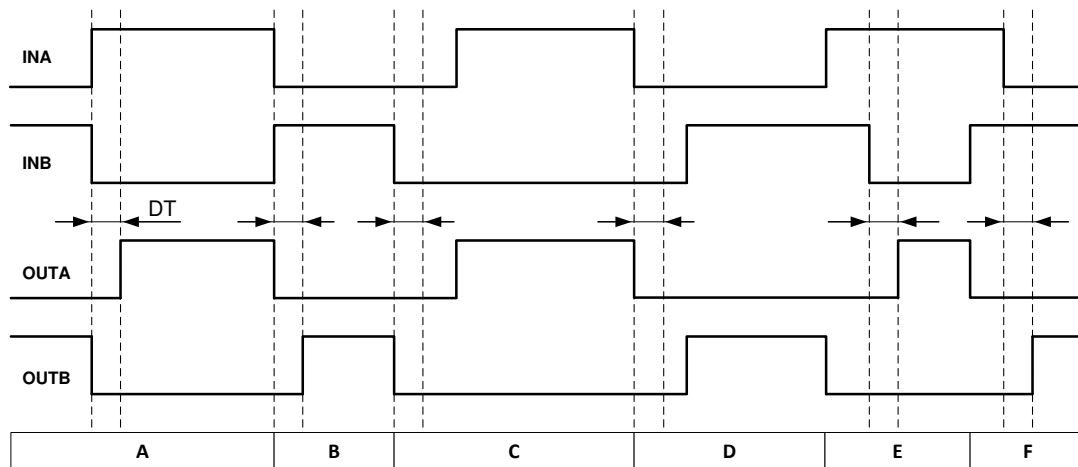 INA
INB
DT
OUTA
OUTB
A B C D E F